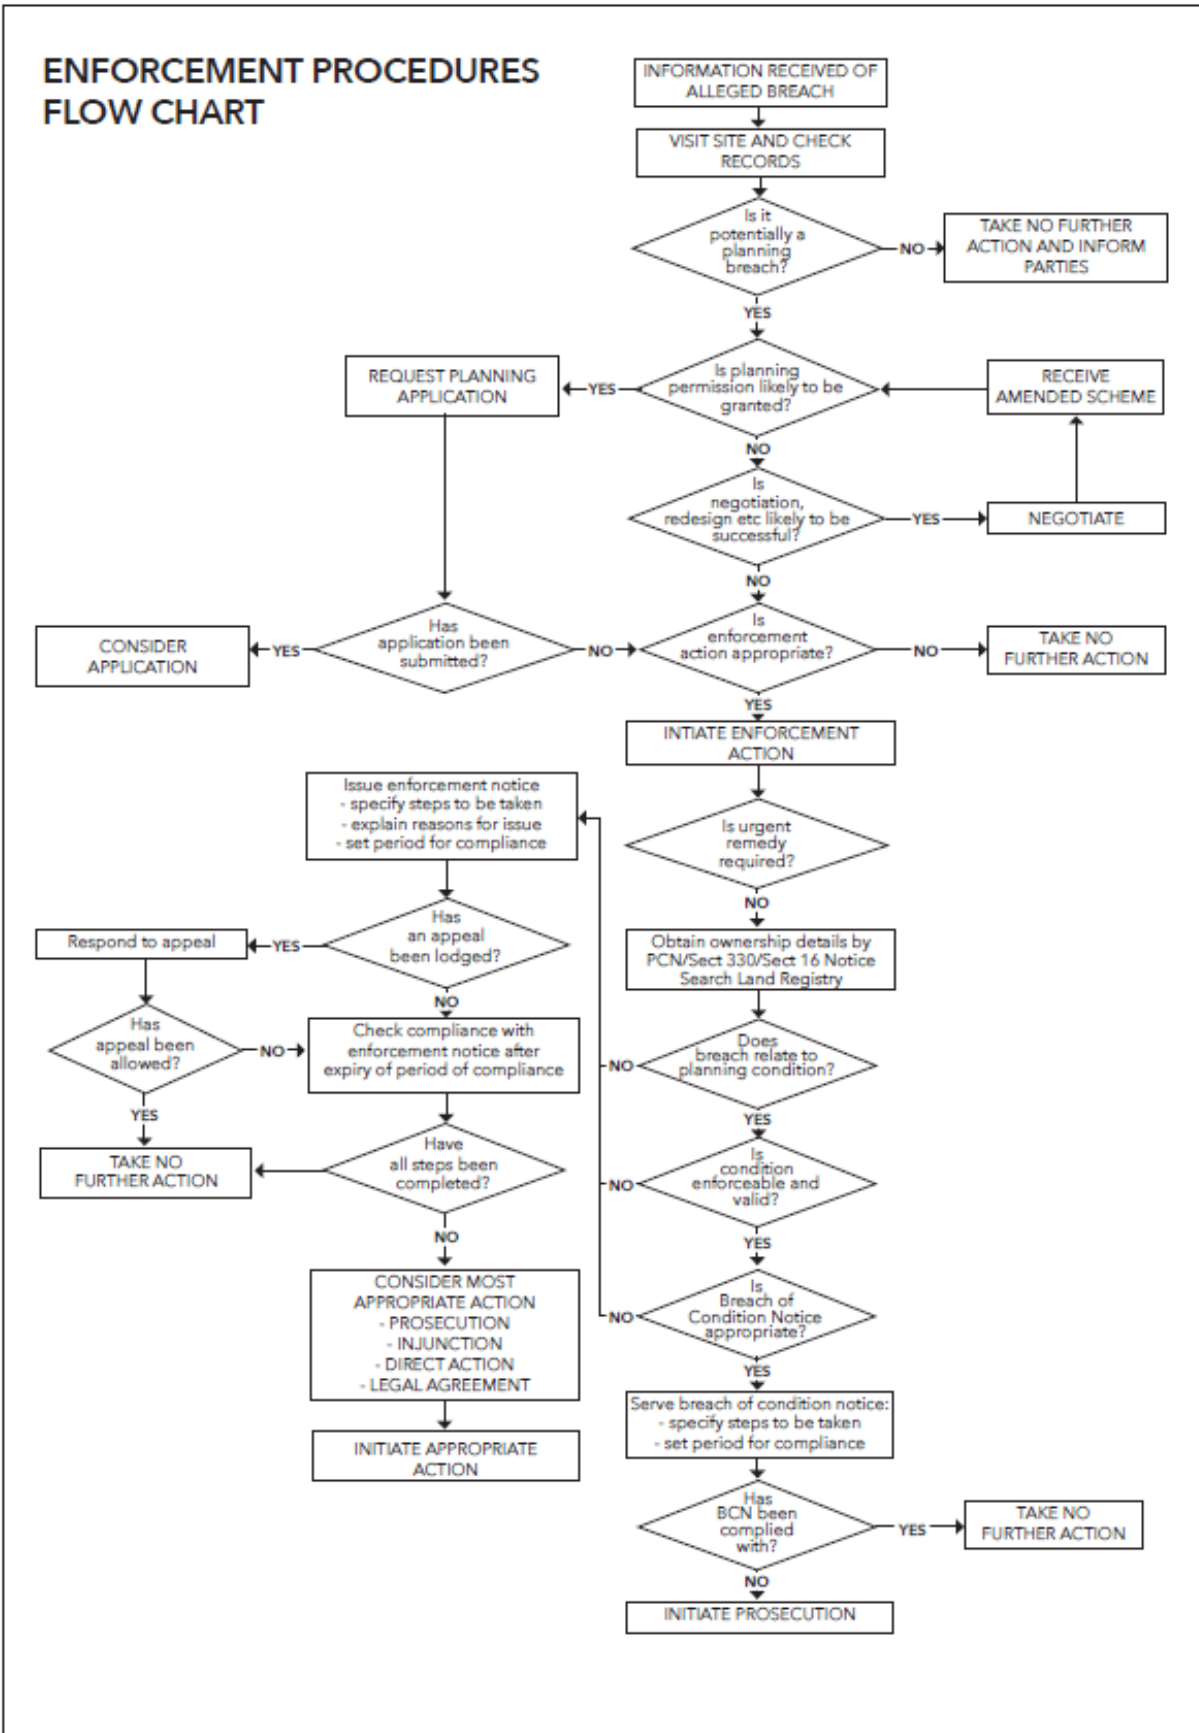 ENFORCEMENT PROCEDURES
FLOW CHART
INFORMATION RECEIVED OF
ALLEGED BREACH
VISIT SITE AND CHECK
RECORDS
Is it
potentially a
planning
breach?
NO
TAKE NO FURTHER
ACTION AND INFORM
PARTIES
YES
REQUEST PLANNING
APPLICATION
YES
Is planning
permission likely to be
granted?
RECEIVE
AMENDED SCHEME
NO
Is
negotiation,
redesign etc likely to be
successful?
YES
NEGOTIATE
NO
CONSIDER
APPLICATION
YES
Has
application been
submitted?
NO
Is
enforcement
action appropriate?
NO
TAKE NO
FURTHER ACTION
YES
INTIATE ENFORCEMENT
ACTION
Issue enforcement notice
- specify steps to be taken
- explain reasons for issue
- set period for compliance
Is urgent
remedy
required?
NO
Respond to appeal
YES
Has
an appeal
been lodged?
Obtain ownership details by
PCN/Sect 330/Sect 16 Notice
Search Land Registry
NO
Has
appeal been
allowed?
NO
Check compliance with
enforcement notice after
expiry of period of compliance
NO
Does
breach relate to
planning condition?
YES
YES
TAKE NO
FURTHER ACTION
Have
all steps been
completed?
NO
Is
condition
enforceable and
valid?
NO
YES
CONSIDER MOST
APPROPRIATE ACTION
- PROSECUTION
- INJUNCTION
- DIRECT ACTION
- LEGAL AGREEMENT
NO
Is
Breach of
Condition Notice
appropriate?
YES
INITIATE APPROPRIATE
ACTION
Serve breach of condition notice:
- specify steps to be taken
- set period for compliance
Has
BCN been
complied
with?
YES
TAKE NO
FURTHER ACTION
NO
INITIATE PROSECUTION